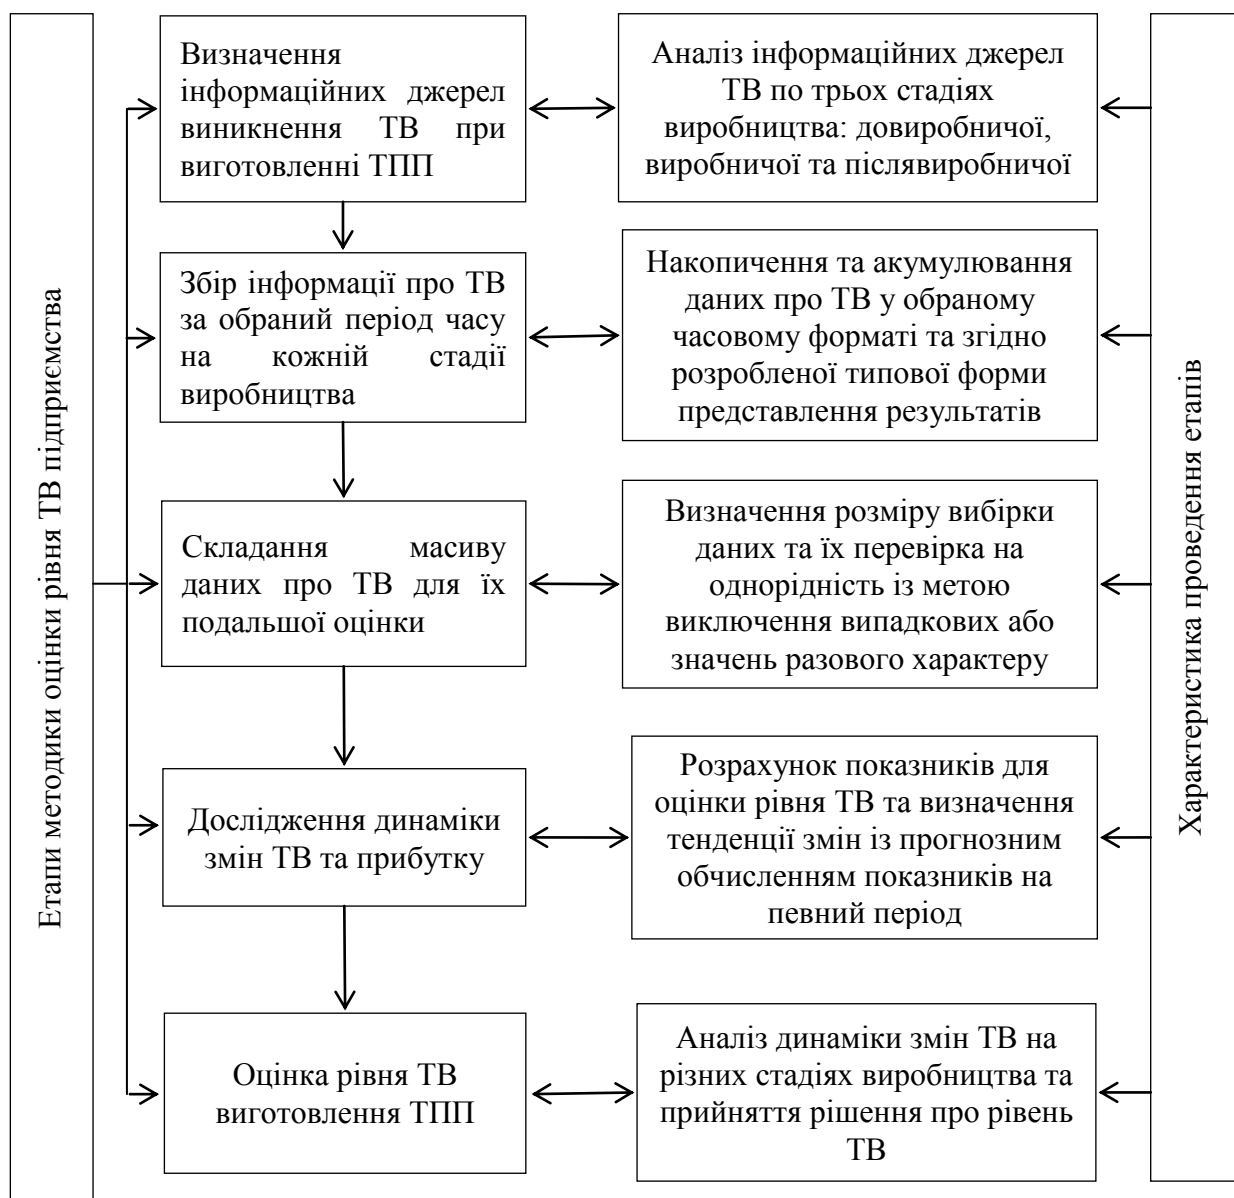 Етапи методики оцінки рівня ТВ підприємства
Визначення
інформаційних джерел
виникнення ТВ при
виготовленні ТПП
Аналіз інформаційних джерел
ТВ по трьох стадіях
виробництва: довиробничої,
виробничої та післявиробничої
Збір інформації про ТВ
за обраний період часу
на кожній стадії
виробництва
Накопичення та акумулювання
даних про ТВ у обраному
часовому форматі та згідно
розробленої типової форми
представлення результатів
Складання масиву
даних про ТВ для їх
подальшої оцінки
Визначення розміру вибірки
даних та їх перевірка на
однорідність із метою
виключення випадкових або
значень разового характеру
Дослідження динаміки
змін ТВ та прибутку
Розрахунок показників для
оцінки рівня ТВ та визначення
тенденції змін із прогнозним
обчисленням показників на
певний період
Оцінка рівня ТВ
виготовлення ТПП
Аналіз динаміки змін ТВ на
різних стадіях виробництва та
прийняття рішення про рівень
ТВ
Характеристика проведення етапів